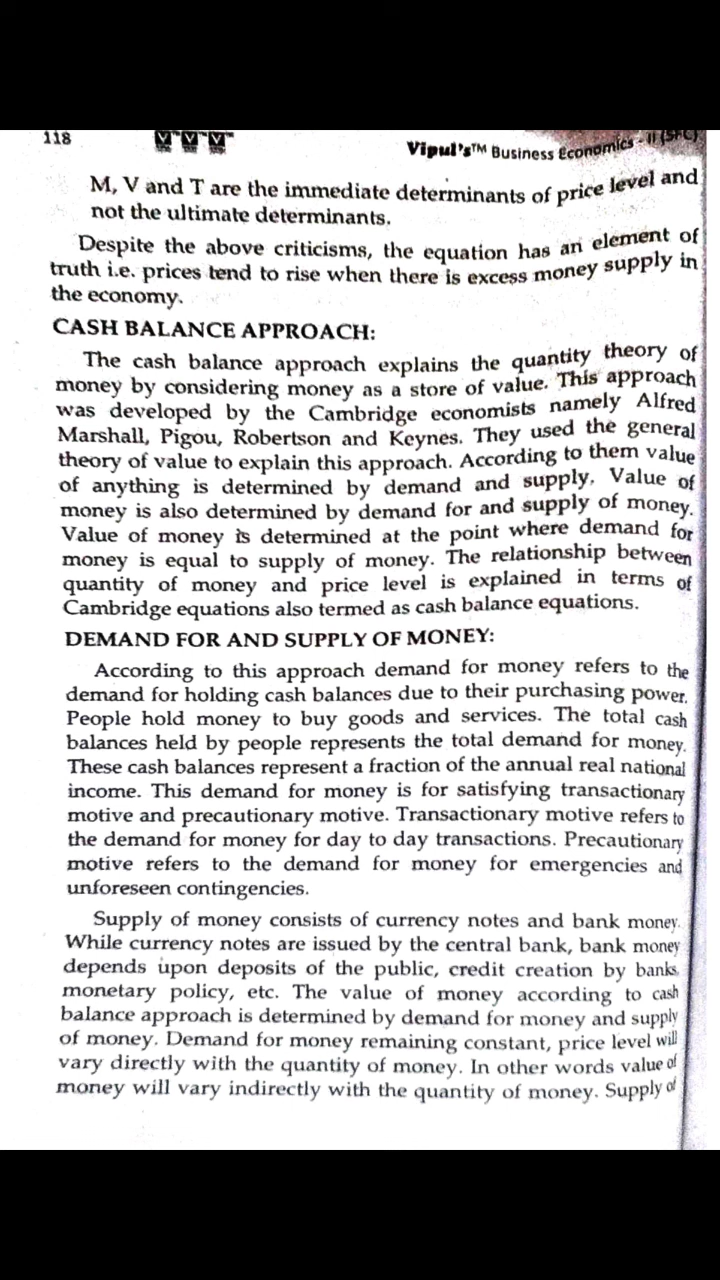 118
V™V™V™
Vipul's™ Business Economics - II (SFC)
M, V and T are the immediate determinants of price level and
not the ultimate determinants.
Despite the above criticisms, the equation has an element of
truth i.e. prices tend to rise when there is excess money supply in
the economy.
CASH BALANCE APPROACH:
The cash balance approach explains the quantity theory of
money by considering money as a store of value. This approach
was developed by the Cambridge economists namely Alfred
Marshall, Pigou, Robertson and Keynes. They used the general
theory of value to explain this approach. According to them value
of anything is determined by demand and supply. Value of
money is also determined by demand for and supply of money.
Value of money is determined at the point where demand for
money is equal to supply of money. The relationship between
quantity of money and price level is explained in terms of
Cambridge equations also termed as cash balance equations.
DEMAND FOR AND SUPPLY OF MONEY:
According to this approach demand for money refers to the
demand for holding cash balances due to their purchasing power.
People hold money to buy goods and services. The total cash
balances held by people represents the total demand for money.
These cash balances represent a fraction of the annual real national
income. This demand for money is for satisfying transactionary
motive and precautionary motive. Transactionary motive refers to
the demand for money for day to day transactions. Precautionary
motive refers to the demand for money for emergencies and
unforeseen contingencies.
Supply of money consists of currency notes and bank money.
While currency notes are issued by the central bank, bank money
depends upon deposits of the public, credit creation by banks,
monetary policy, etc. The value of money according to cash
balance approach is determined by demand for money and supply
of money. Demand for money remaining constant, price level will
vary directly with the quantity of money. In other words value of
money will vary indirectly with the quantity of money. Supply of